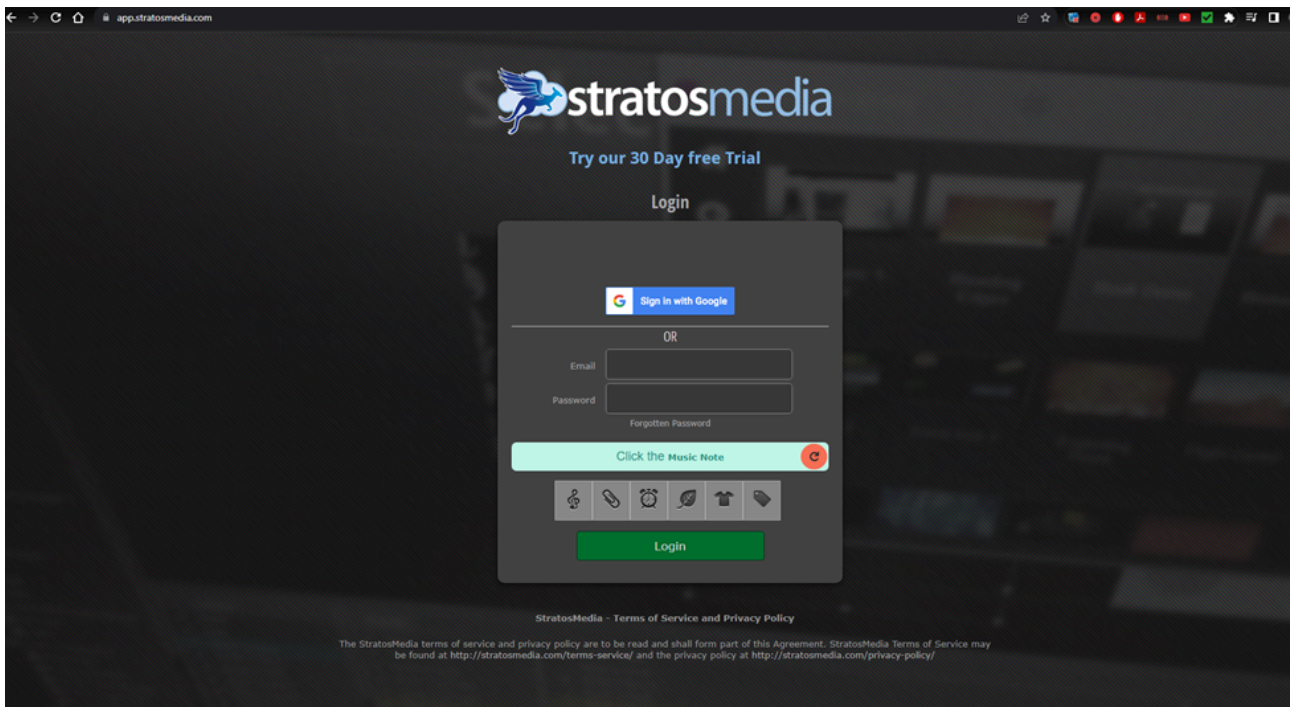 app.stratosmedia.com
stratosmedia
Try our 30 Day free Trial
Login
Sign in with Google
OR
Email
Password
Forgotten Password
Click the Music Note
Login
StratosMedia - Terms of Service and Privacy Policy
The StratosMedia terms of service and privacy policy are to be read and shall form part of this Agreement. StratosMedia Terms of Service may
be found at http://stratosmedia.com/terms-service/ and the privacy policy at http://stratosmedia.com/privacy-policy/